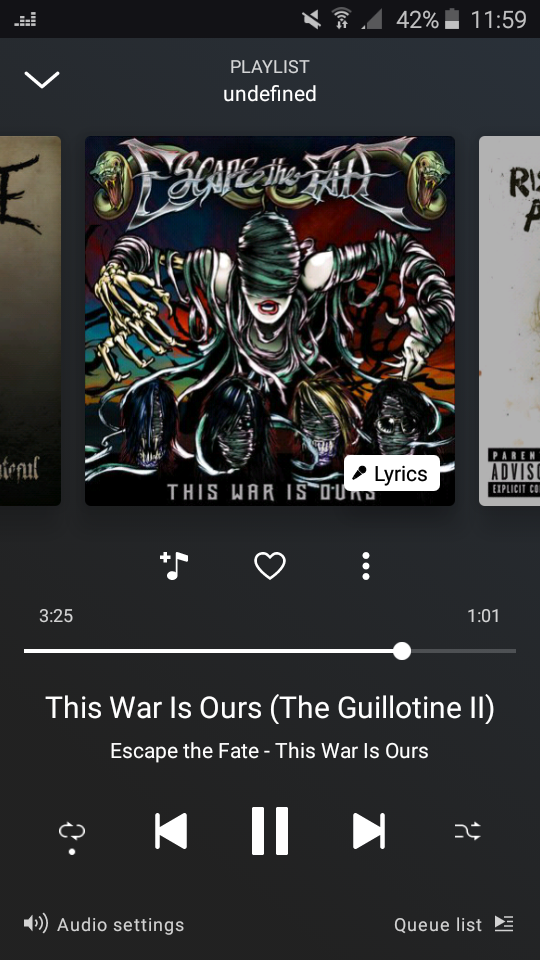 42% 11:59
PLAYLIST
undefined
ESCAPE the FATE
THIS WAR IS OURS
Lyrics
3:25 1:01
This War Is Ours (The Guillotine II)
Escape the Fate - This War Is Ours
Audio settings Queue list